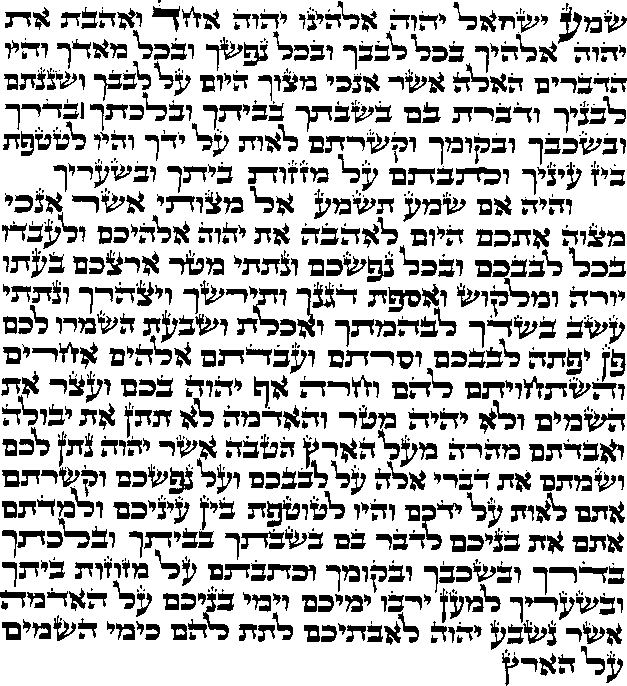 שמע ישראל יהוה אלהינו יהוה אחד ואהבת את
יהוה אלהיך בכל לבבך ובכל נפשך ובכל מאדך והיו
הדברים האלה אשר אנכי מצוך היום על לבבך ושננתם
לבניך ודברת בם בשבתך בביתך ובלכתך בדרך
ובשכבך ובקומך וקשרתם לאות על ידך והיו לטטפת
בין עיניך וכתבתם על מזזות ביתך ובשעריך
והיה אם שמע תשמעו אל מצותי אשר אנכי
מצוה אתכם היום לאהבה את יהוה אלהיכם ולעבדו
בכל לבבכם ובכל נפשכם ונתתי מטר ארצכם בעתו
יורה ומלקוש ואספת דגנך ותירשך ויצהרך ונתתי
עשב בשדך לבהמתך ואכלת ושבעת השמרו לכם
פן יפתה לבבכם וסרתם ועבדתם אלהים אחרים
והשתחויתם להם וחרה אף יהוה בכם ועצר את
השמים ולא יהיה מטר והאדמה לא תתן את יבולה
ואבדתם מהרה מעל הארץ הטבה אשר יהוה נתן לכם
ושמתם את דברי אלה על לבבכם ועל נפשכם וקשרתם
אתם לאות על ידכם והיו לטוטפת בין עיניכם ולמדתם
אתם את בניכם לדבר בם בשבתך בביתך ובלכתך
בדרך ובשכבך ובקומך וכתבתם על מזוזות ביתך
ובשעריך למען ירבו ימיכם וימי בניכם על האדמה
אשר נשבע יהוה לאבתיכם לתת להם כימי השמים
על הארץ